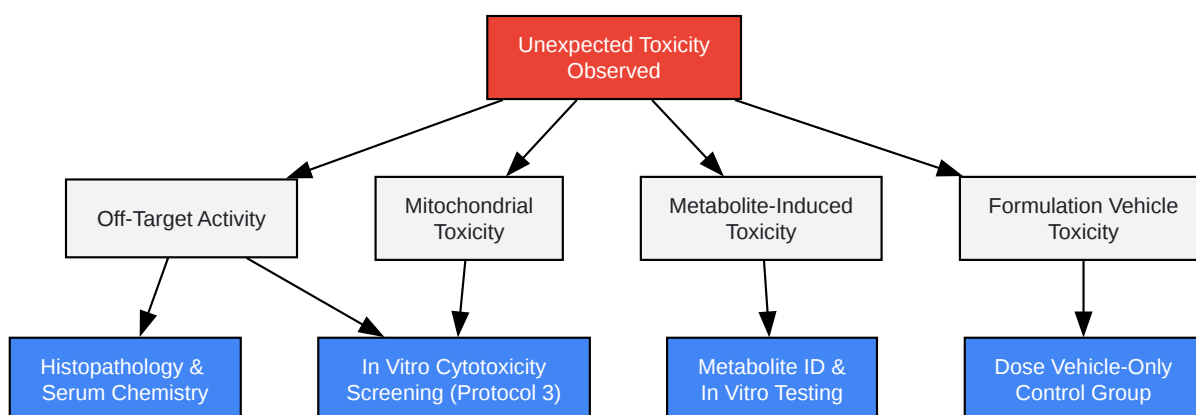 Unexpected Toxicity
Observed
Off-Target Activity
Mitochondrial
Toxicity
Metabolite-Induced
Toxicity
Formulation Vehicle
Toxicity
Histopathology &
Serum Chemistry
In Vitro Cytotoxicity
Screening (Protocol 3)
Metabolite ID &
In Vitro Testing
Dose Vehicle-Only
Control Group